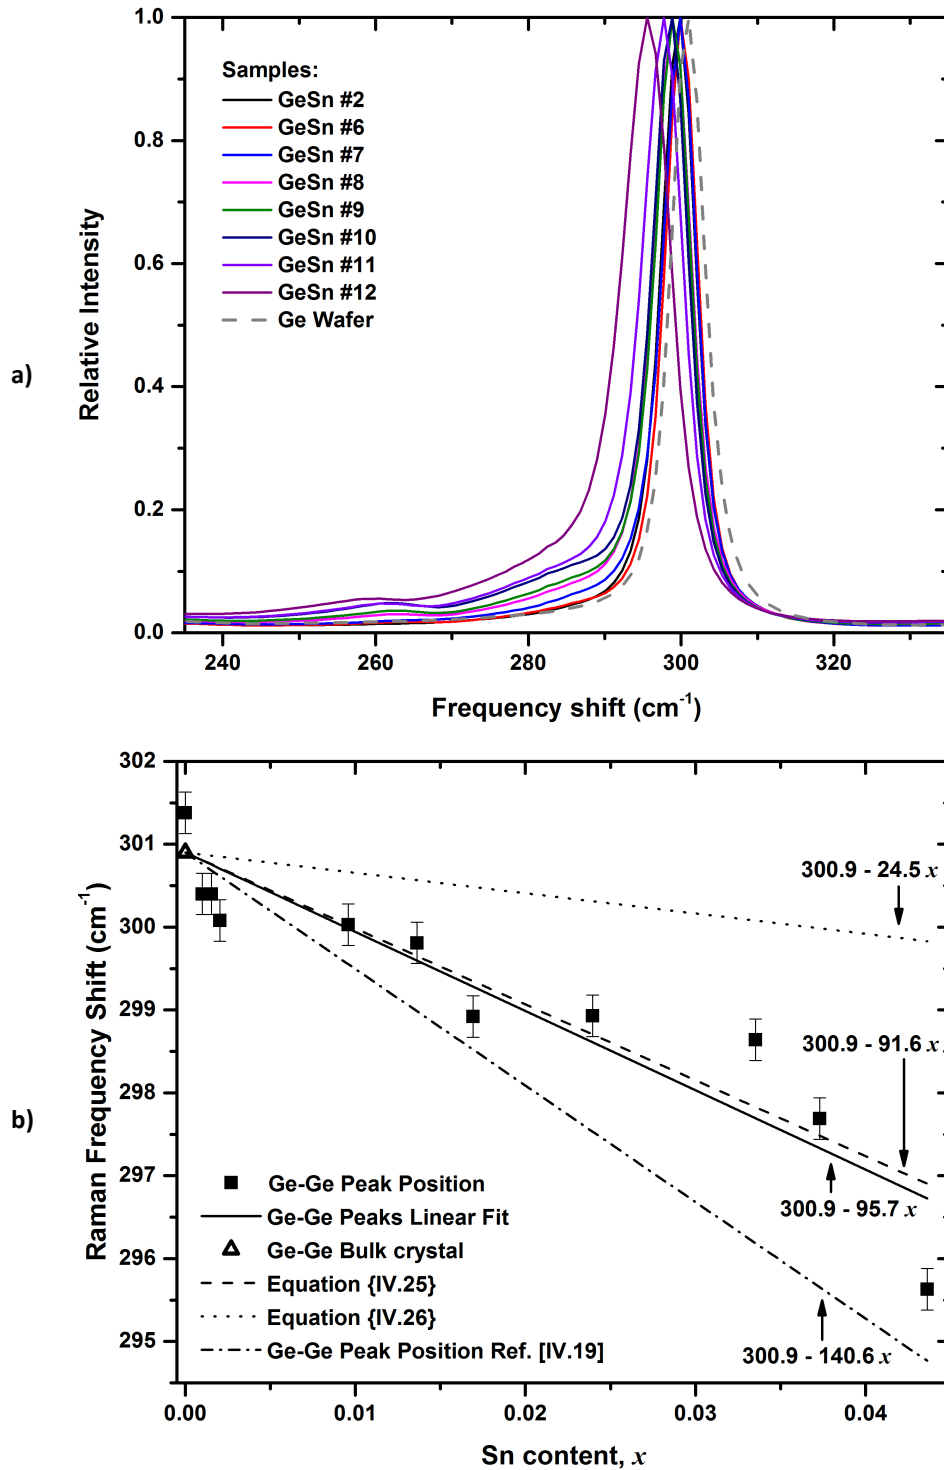 a)
Relative Intensity
1.0
0.8
0.6
0.4
0.2
0.0
Samples:
GeSn #2
GeSn #6
GeSn #7
GeSn #8
GeSn #9
GeSn #10
GeSn #11
GeSn #12
Ge Wafer
240 260 280 300 320
Frequency shift (cm⁻¹)
b)
Raman Frequency Shift (cm⁻¹)
302
301
300
299
298
297
296
295
300.9 - 24.5 x
300.9 - 91.6 x
300.9 - 95.7 x
300.9 - 140.6 x
Ge-Ge Peak Position
Ge-Ge Peaks Linear Fit
Ge-Ge Bulk crystal
Equation {IV.25}
Equation {IV.26}
Ge-Ge Peak Position Ref. [IV.19]
0.00 0.01 0.02 0.03 0.04
Sn content, x